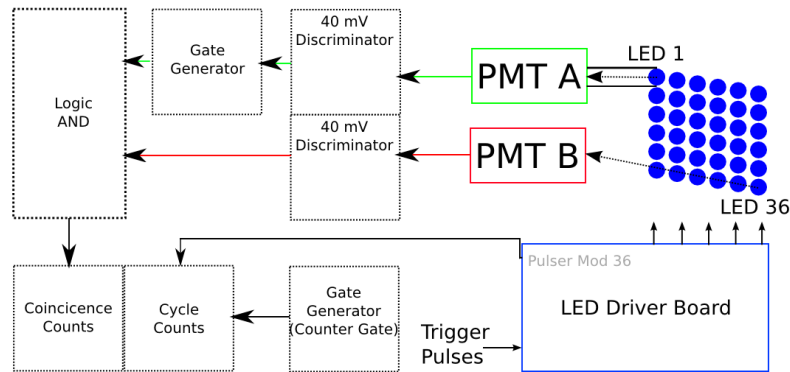 40 mV
Discriminator
Gate
Generator
LED 1
PMT A
Logic
AND
40 mV
Discriminator
PMT B
LED 36
Pulser Mod 36
Coincicence
Counts
Cycle
Counts
Gate
Generator
(Counter Gate)
LED Driver Board
Trigger
Pulses